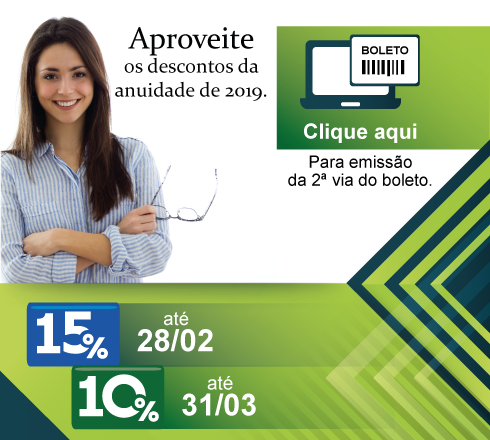 Aproveite
os descontos da
anuidade de 2019.
BOLETO
Clique aqui
Para emissão
da 2ª via do boleto.
15%
até
28/02
10%
até
31/03